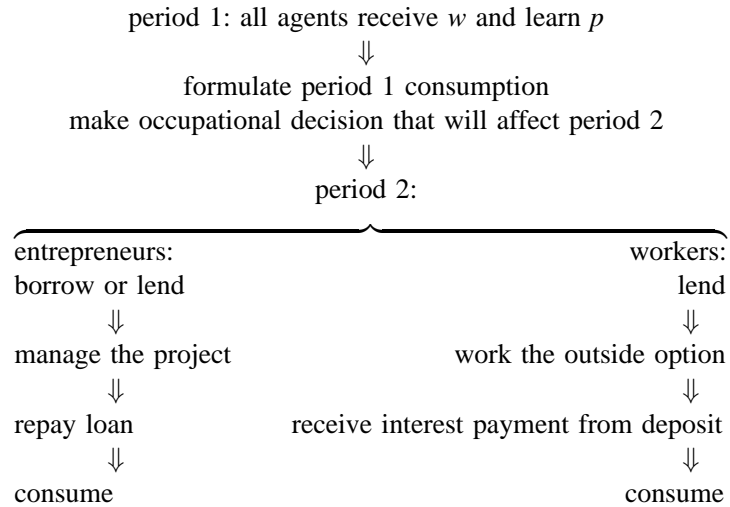 period 1: all agents receive w and learn p
⇓
formulate period 1 consumption
make occupational decision that will affect period 2
⇓
period 2:
entrepreneurs: workers:
borrow or lend lend
⇓ ⇓
manage the project work the outside option
⇓ ⇓
repay loan receive interest payment from deposit
⇓ ⇓
consume consume